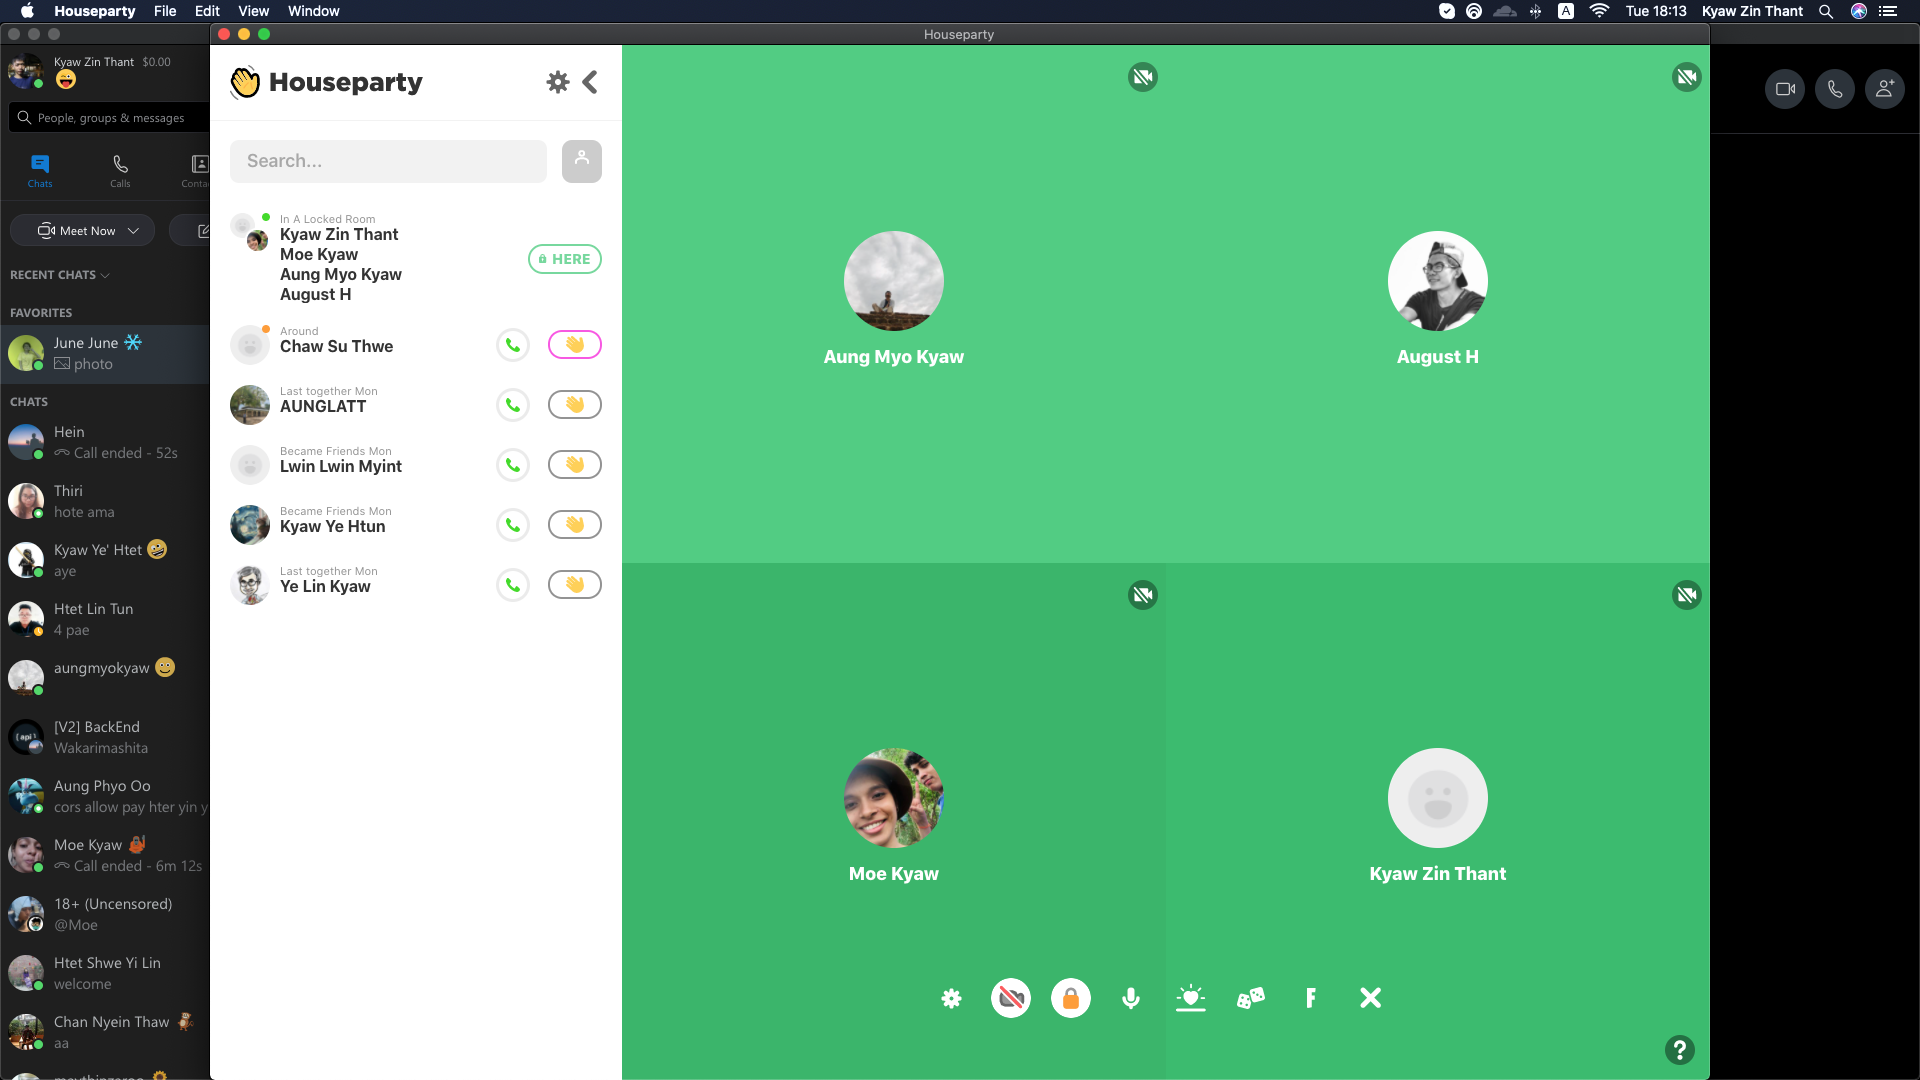 Houseparty File Edit View Window
A Tue 18:13 Kyaw Zin Thant
Houseparty
Kyaw Zin Thant $0.00
People, groups & messages
Chats Calls
Meet Now
RECENT CHATS
FAVORITES
June June
photo
CHATS
Hein
Call ended - 52s
Thiri
hote ama
Kyaw Ye' Htet
aye
Htet Lin Tun
4 pae
aungmyokyaw
{ api }
[V2] BackEnd
Wakarimashita
Aung Phyo Oo
cors allow pay hter yin y
Moe Kyaw
Call ended - 6m 12s
18+ (Uncensored)
@Moe
Htet Shwe Yi Lin
welcome
Chan Nyein Thaw
aa
Houseparty
Search...
In A Locked Room
Kyaw Zin Thant
Moe Kyaw
Aung Myo Kyaw
August H
HERE
Around
Chaw Su Thwe
Last together Mon
AUNGLATT
Became Friends Mon
Lwin Lwin Myint
Became Friends Mon
Kyaw Ye Htun
Last together Mon
Ye Lin Kyaw
Aung Myo Kyaw
August H
Moe Kyaw
Kyaw Zin Thant
F
?